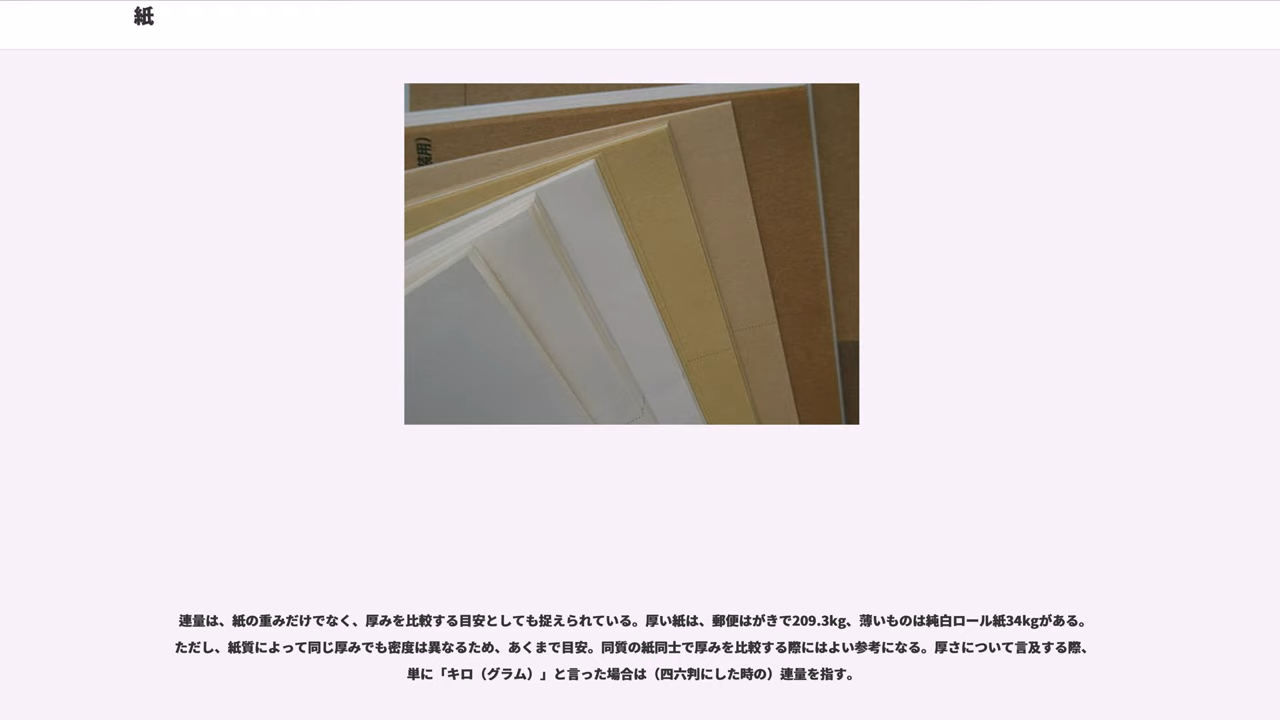 紙
装用）
連量は、紙の重みだけでなく、厚みを比較する目安としても捉えられている。厚い紙は、郵便はがきで209.3kg、薄いものは純白ロール紙34kgがある。
ただし、紙質によって同じ厚みでも密度は異なるため、あくまで目安。同質の紙同士で厚みを比較する際にはよい参考になる。厚さについて言及する際、
単に「キロ（グラム）」と言った場合は（四六判にした時の）連量を指す。